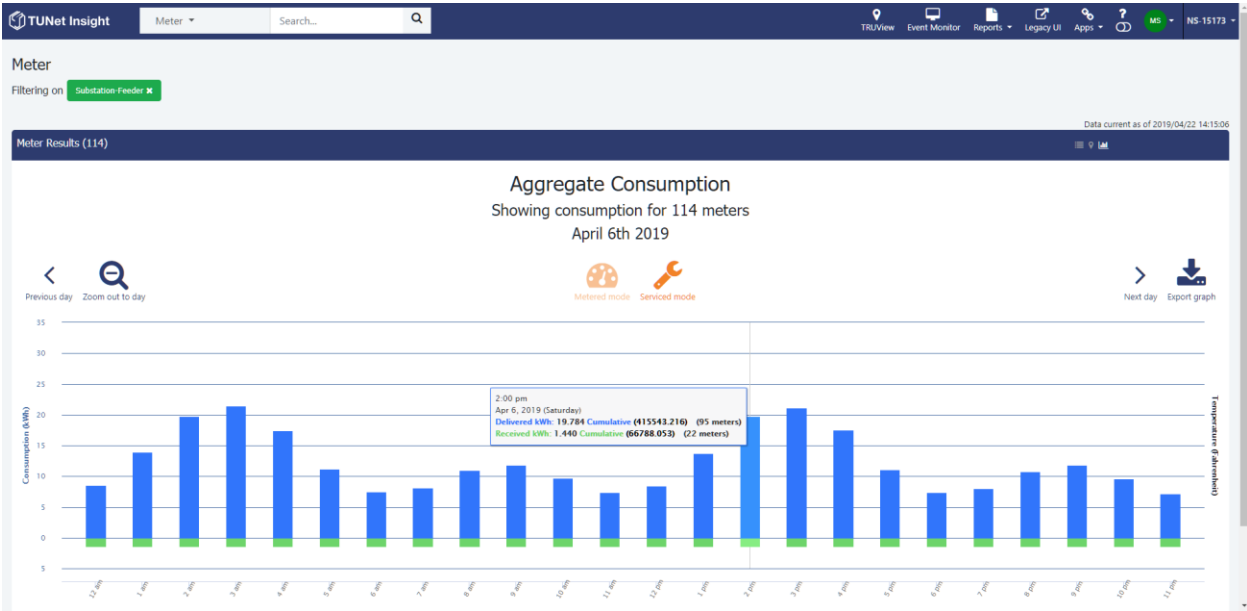 TUNet Insight Meter Search... TRUView Event Monitor Reports Legacy UI Apps ? MS NS-15173
Meter
Filtering on Substation-Feeder ✖
Data current as of 2019/04/22 14:15:06
Meter Results (114)
Aggregate Consumption
Showing consumption for 114 meters
April 6th 2019
Previous day Zoom out to day Metered mode Serviced mode Next day Export graph
35
30
25
20
15
10
5
0
5
Consumption (kWh)
2:00 pm
Apr 6, 2019 (Saturday)
Delivered kWh: 19.784 Cumulative (415543.216) (95 meters)
Received kWh: 1.440 Cumulative (66788.053) (22 meters)
Temperature (Fahrenheit)
12 am 1 am 2 am 3 am 4 am 5 am 6 am 7 am 8 am 9 am 10 am 11 am 12 pm 1 pm 2 pm 3 pm 4 pm 5 pm 6 pm 7 pm 8 pm 9 pm 10 pm 11 pm